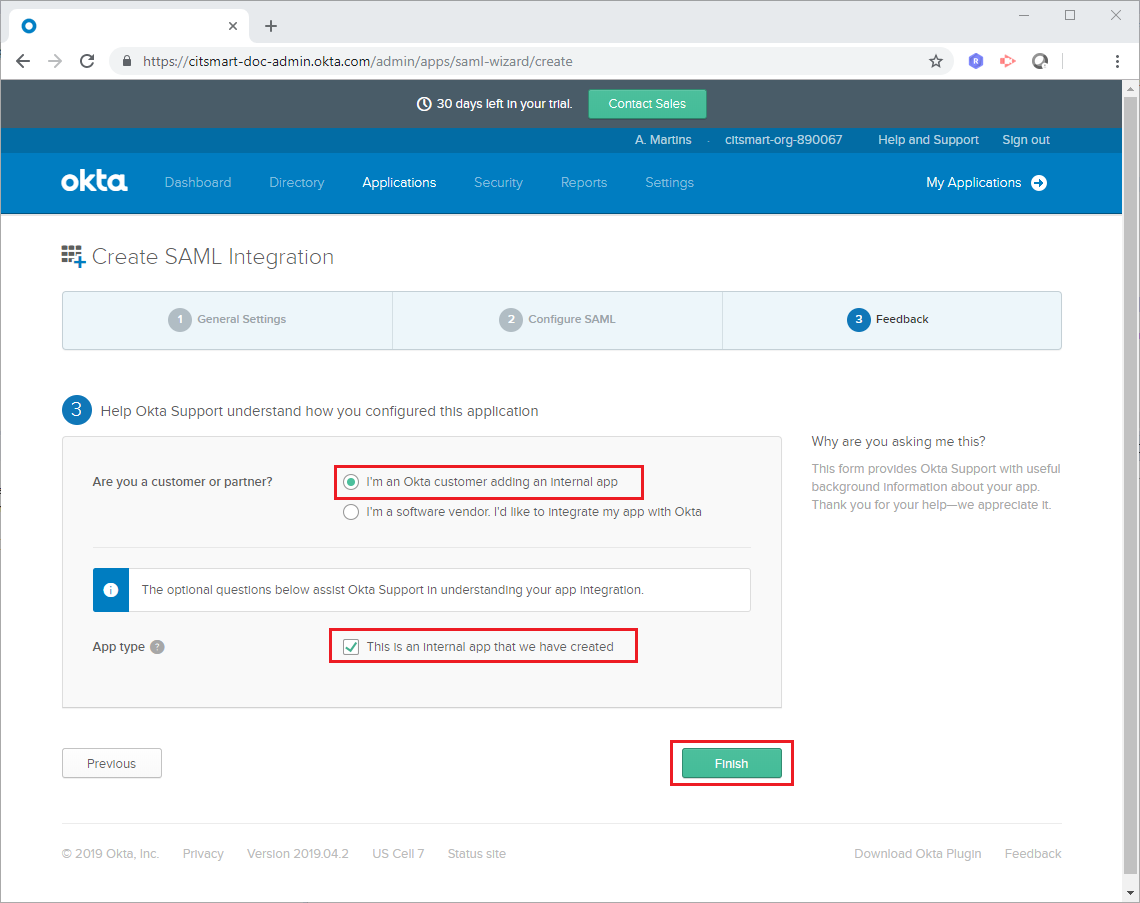 https://citsmart-doc-admin.okta.com/admin/apps/saml-wizard/create
30 days left in your trial.
Contact Sales
A. Martins
citsmart-org-890067
Help and Support
Sign out
okta
Dashboard
Directory
Applications
Security
Reports
Settings
My Applications
Create SAML Integration
1 General Settings
2 Configure SAML
3 Feedback
3 Help Okta Support understand how you configured this application
Are you a customer or partner?
I'm an Okta customer adding an internal app
I'm a software vendor. I'd like to integrate my app with Okta
The optional questions below assist Okta Support in understanding your app integration.
App type ?
This is an internal app that we have created
Why are you asking me this?
This form provides Okta Support with useful
background information about your app.
Thank you for your help—we appreciate it.
Previous
Finish
© 2019 Okta, Inc.
Privacy
Version 2019.04.2
US Cell 7
Status site
Download Okta Plugin
Feedback